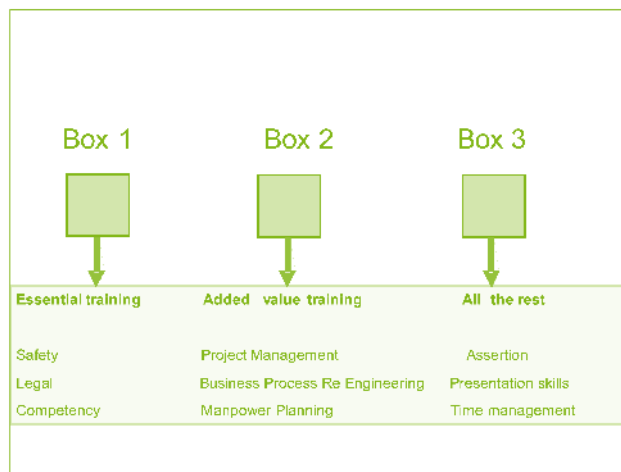 Box 1 Box 2 Box 3
Essential training Added value training All the rest
Safety Project Management Assertion
Legal Business Process Re Engineering Presentation skills
Competency Manpower Planning Time management